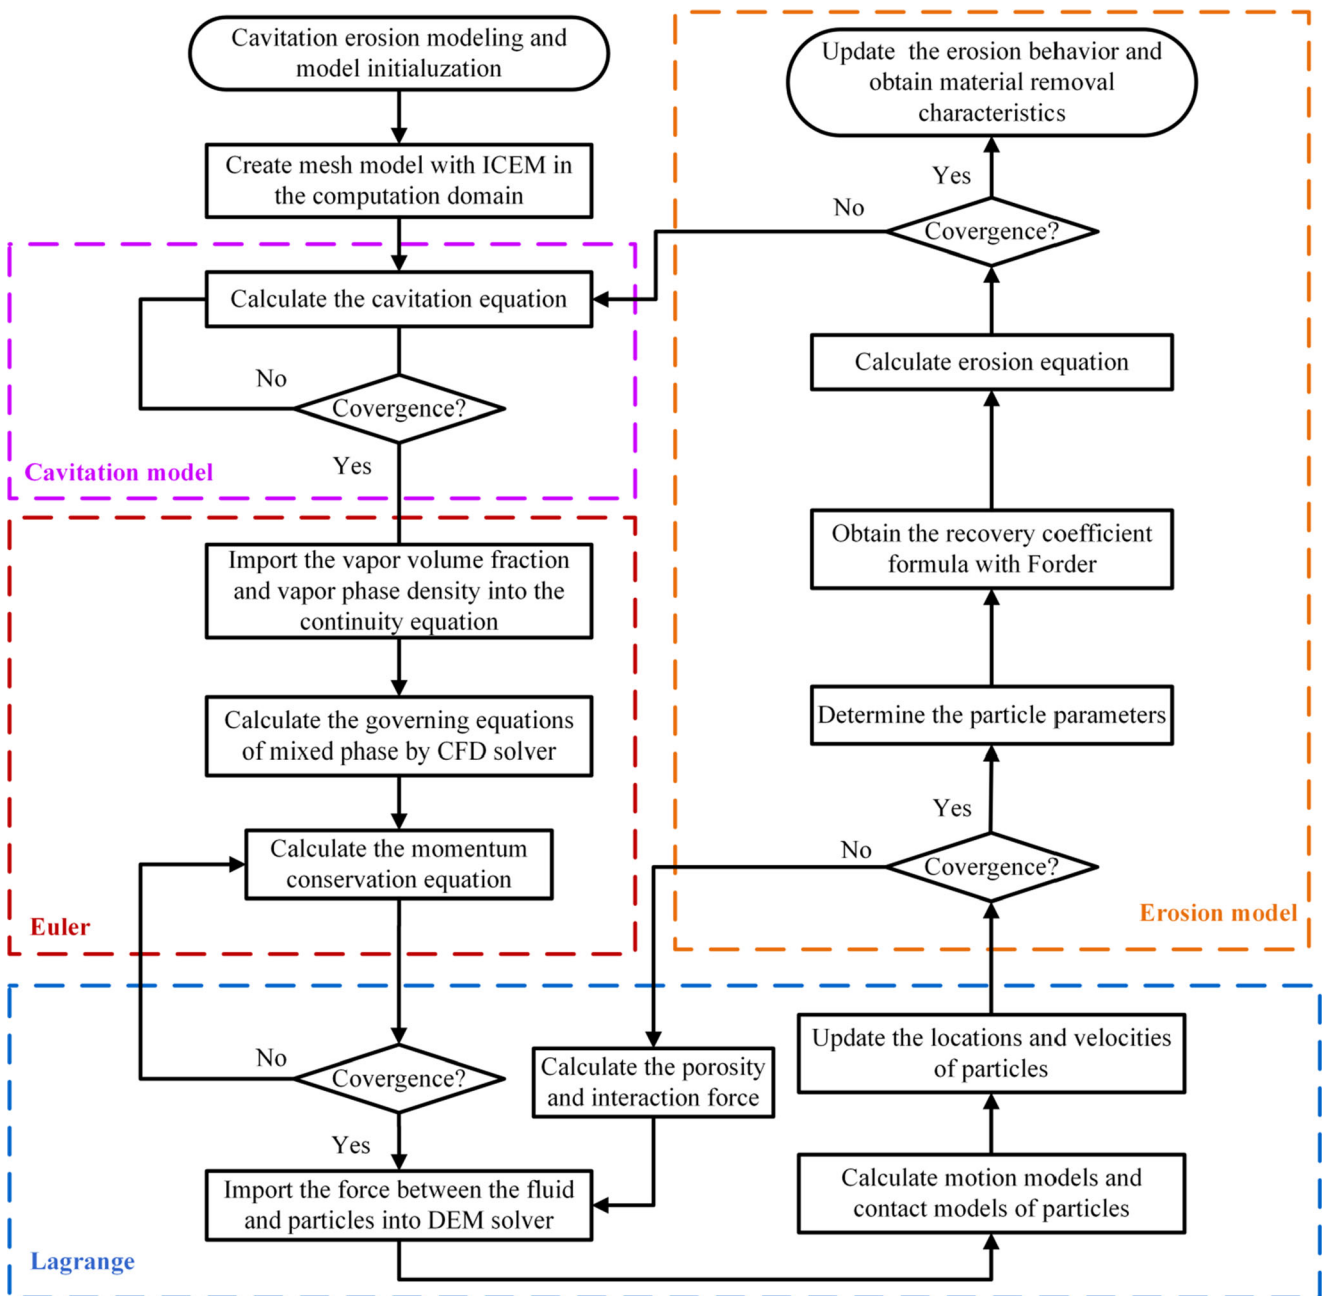 Cavitation erosion modeling and
model initialuzation
Create mesh model with ICEM in
the computation domain
Calculate the cavitation equation
No
Covergence?
Yes
Cavitation model
Import the vapor volume fraction
and vapor phase density into the
continuity equation
Calculate the governing equations
of mixed phase by CFD solver
Calculate the momentum
conservation equation
Euler
No
Covergence?
Yes
Import the force between the fluid
and particles into DEM solver
Lagrange
Calculate the porosity
and interaction force
Calculate motion models and
contact models of particles
Update the locations and velocities
of particles
No
Covergence?
Yes
Determine the particle parameters
Obtain the recovery coefficient
formula with Forder
Calculate erosion equation
No
Covergence?
Yes
Update the erosion behavior and
obtain material removal
characteristics
Erosion model